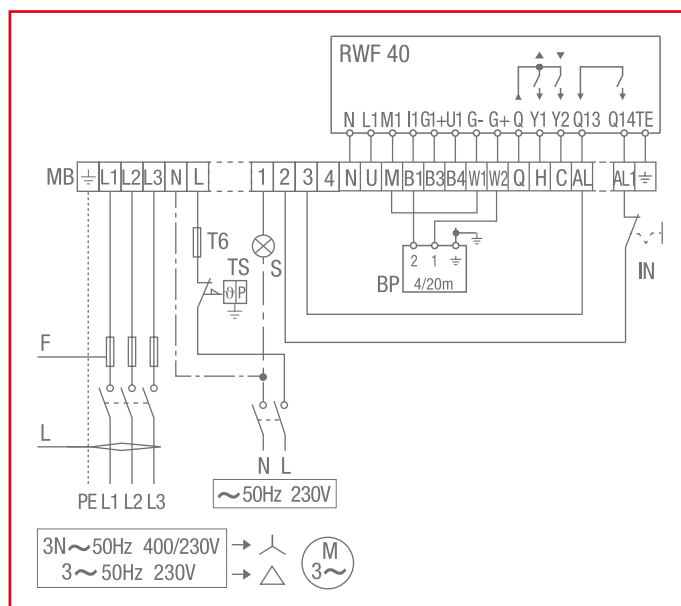 RWF 40
N L1 M1 I1 G1+ U1 G- G+ Q Y1 Y2 Q13 Q14 TE
MB L1 L2 L3 N L 1 2 3 4 N U M B1 B3 B4 W1 W2 Q H C AL AL1
T6
TS
ϑ P
S
2 1
4/20m
BP
IN
F
L
N L
PE L1 L2 L3
~ 50Hz 230V
3N ~ 50Hz 400/230V
3 ~ 50Hz 230V
M
3 ~